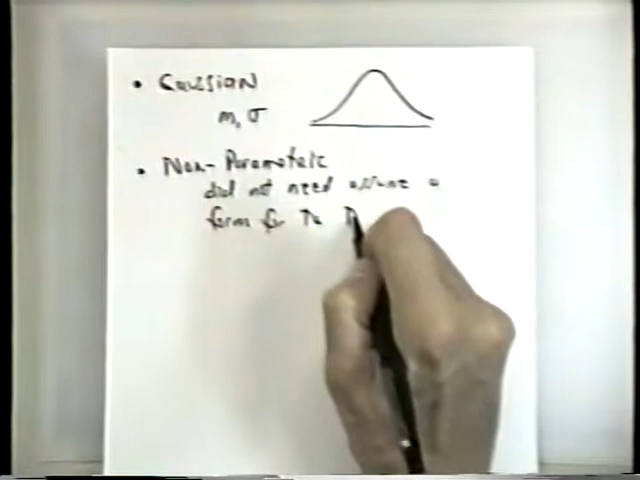 • Gaussian
m, σ
• Non-Parametric
did not need assume a
form for the